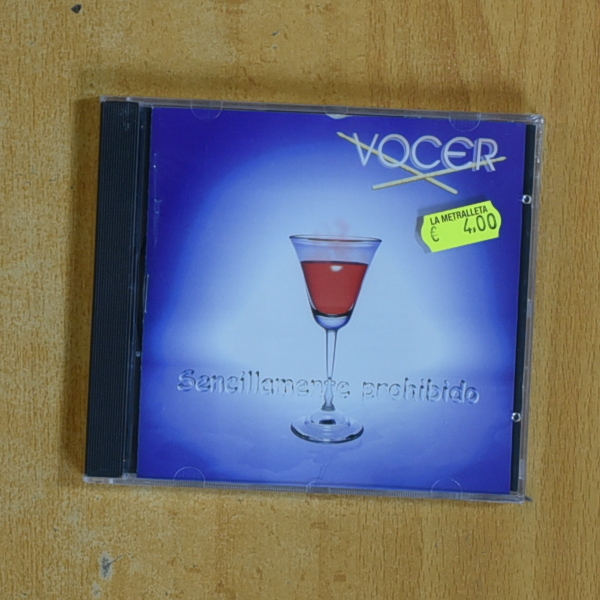 VOCER
LA METRALLETA
€ 4,00
Sencillamente prohibido